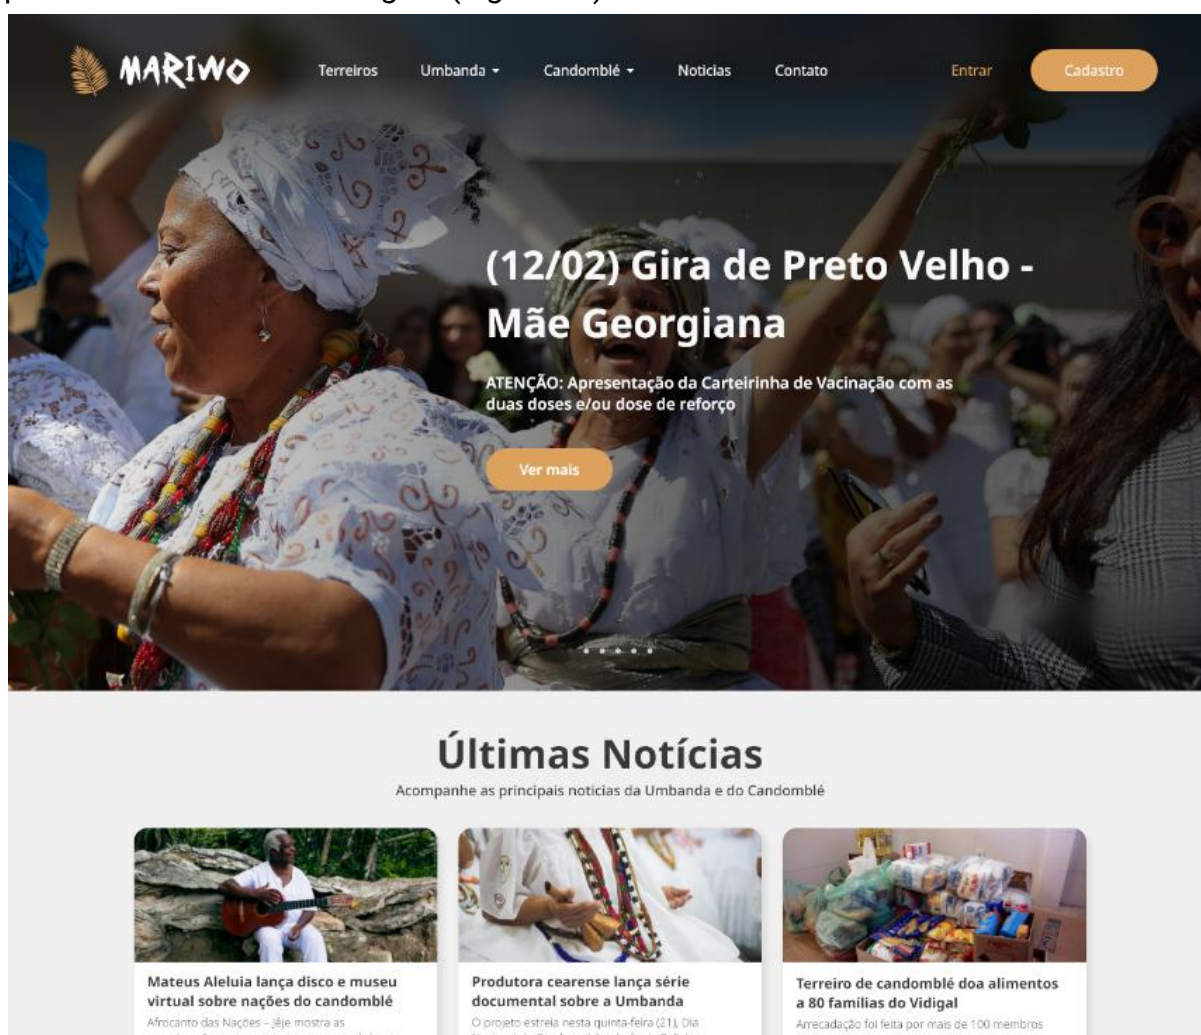 MARIWO
Terreiros Umbanda Candomblé Noticias Contato Entrar Cadastro
(12/02) Gira de Preto Velho -
Mãe Georgiana
ATENÇÃO: Apresentação da Carteirinha de Vacinação com as
duas doses e/ou dose de reforço
Ver mais
Últimas Notícias
Acompanhe as principais noticias da Umbanda e do Candomblé
Mateus Aleluia lança disco e museu
virtual sobre nações do candomblé
Afrocanto das Nações – Jêje mostra as
Produtora cearense lança série
documental sobre a Umbanda
O projeto estreia nesta quinta-feira (21), Dia
Terreiro de candomblé doa alimentos
a 80 famílias do Vidigal
Arrecadação foi feita por mais de 100 membros